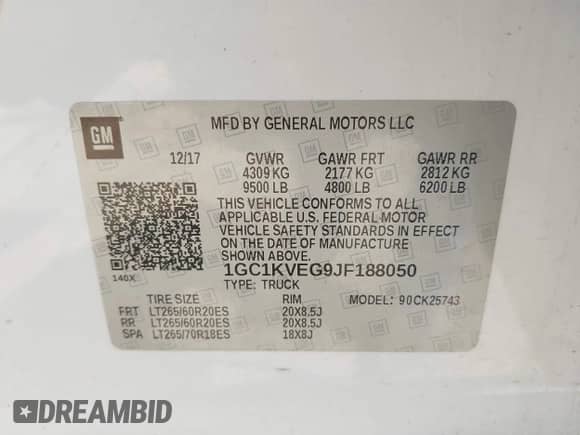 GM
MFD BY GENERAL MOTORS LLC
12/17 GVWR GAWR FRT GAWR RR
4309 KG 2177 KG 2812 KG
9500 LB 4800 LB 6200 LB
THIS VEHICLE CONFORMS TO ALL
APPLICABLE U.S. FEDERAL MOTOR
VEHICLE SAFETY STANDARDS IN EFFECT
ON THE DATE OF MANUFACTURE
SHOWN ABOVE.
140X
1GC1KVEG9JF188050
TYPE: TRUCK MODEL: 90 CK25743
TIRE SIZE RIM
FRT LT265/60R20ES 20X8.5J
RR LT265/60R20ES 20X8.5J
SPA LT265/70R18ES 18X8J
DREAMBID